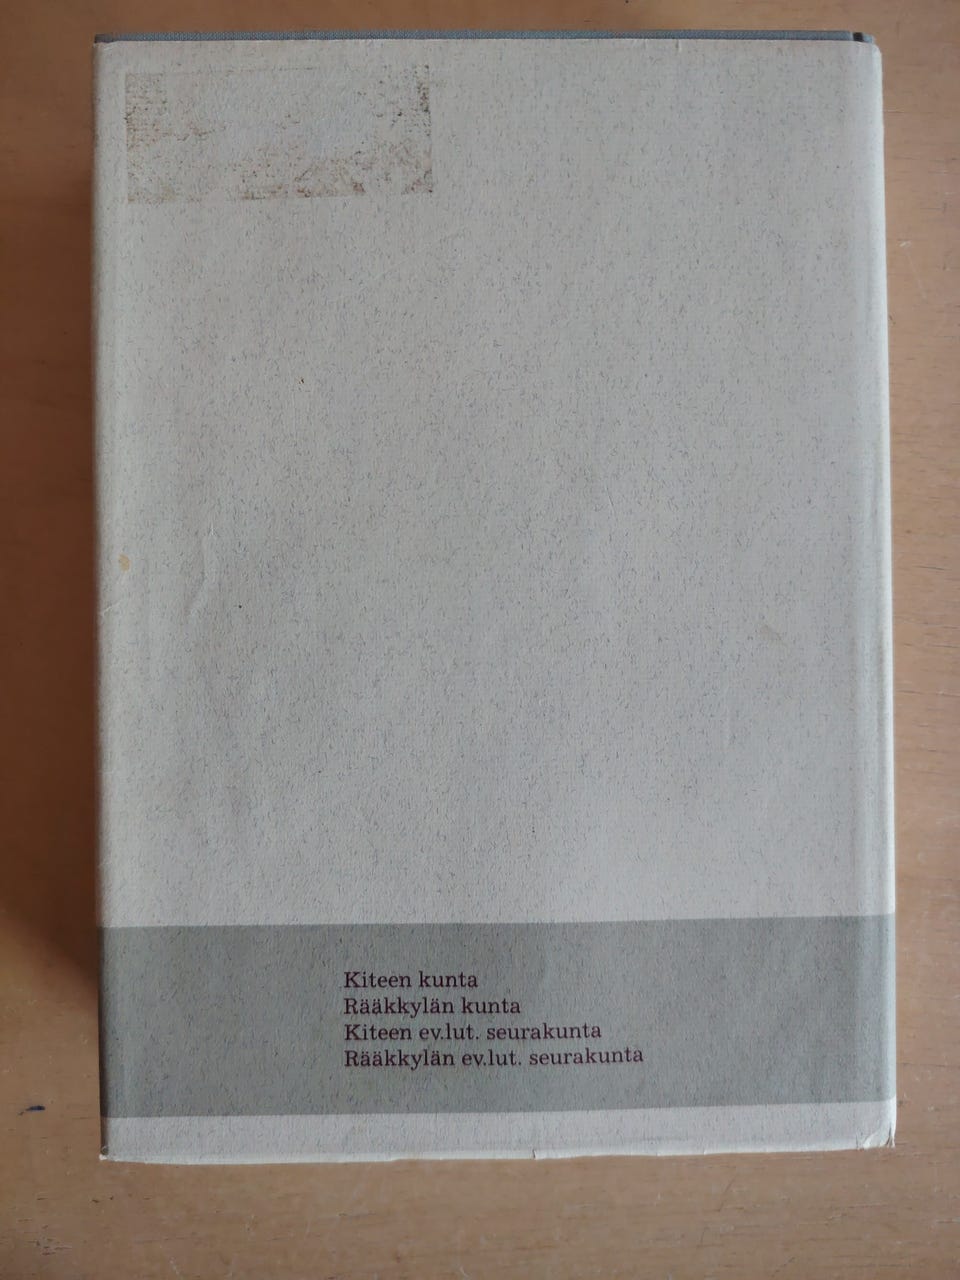 Kiteen kunta
Rääkkylän kunta
Kiteen ev.lut. seurakunta
Rääkkylän ev.lut. seurakunta